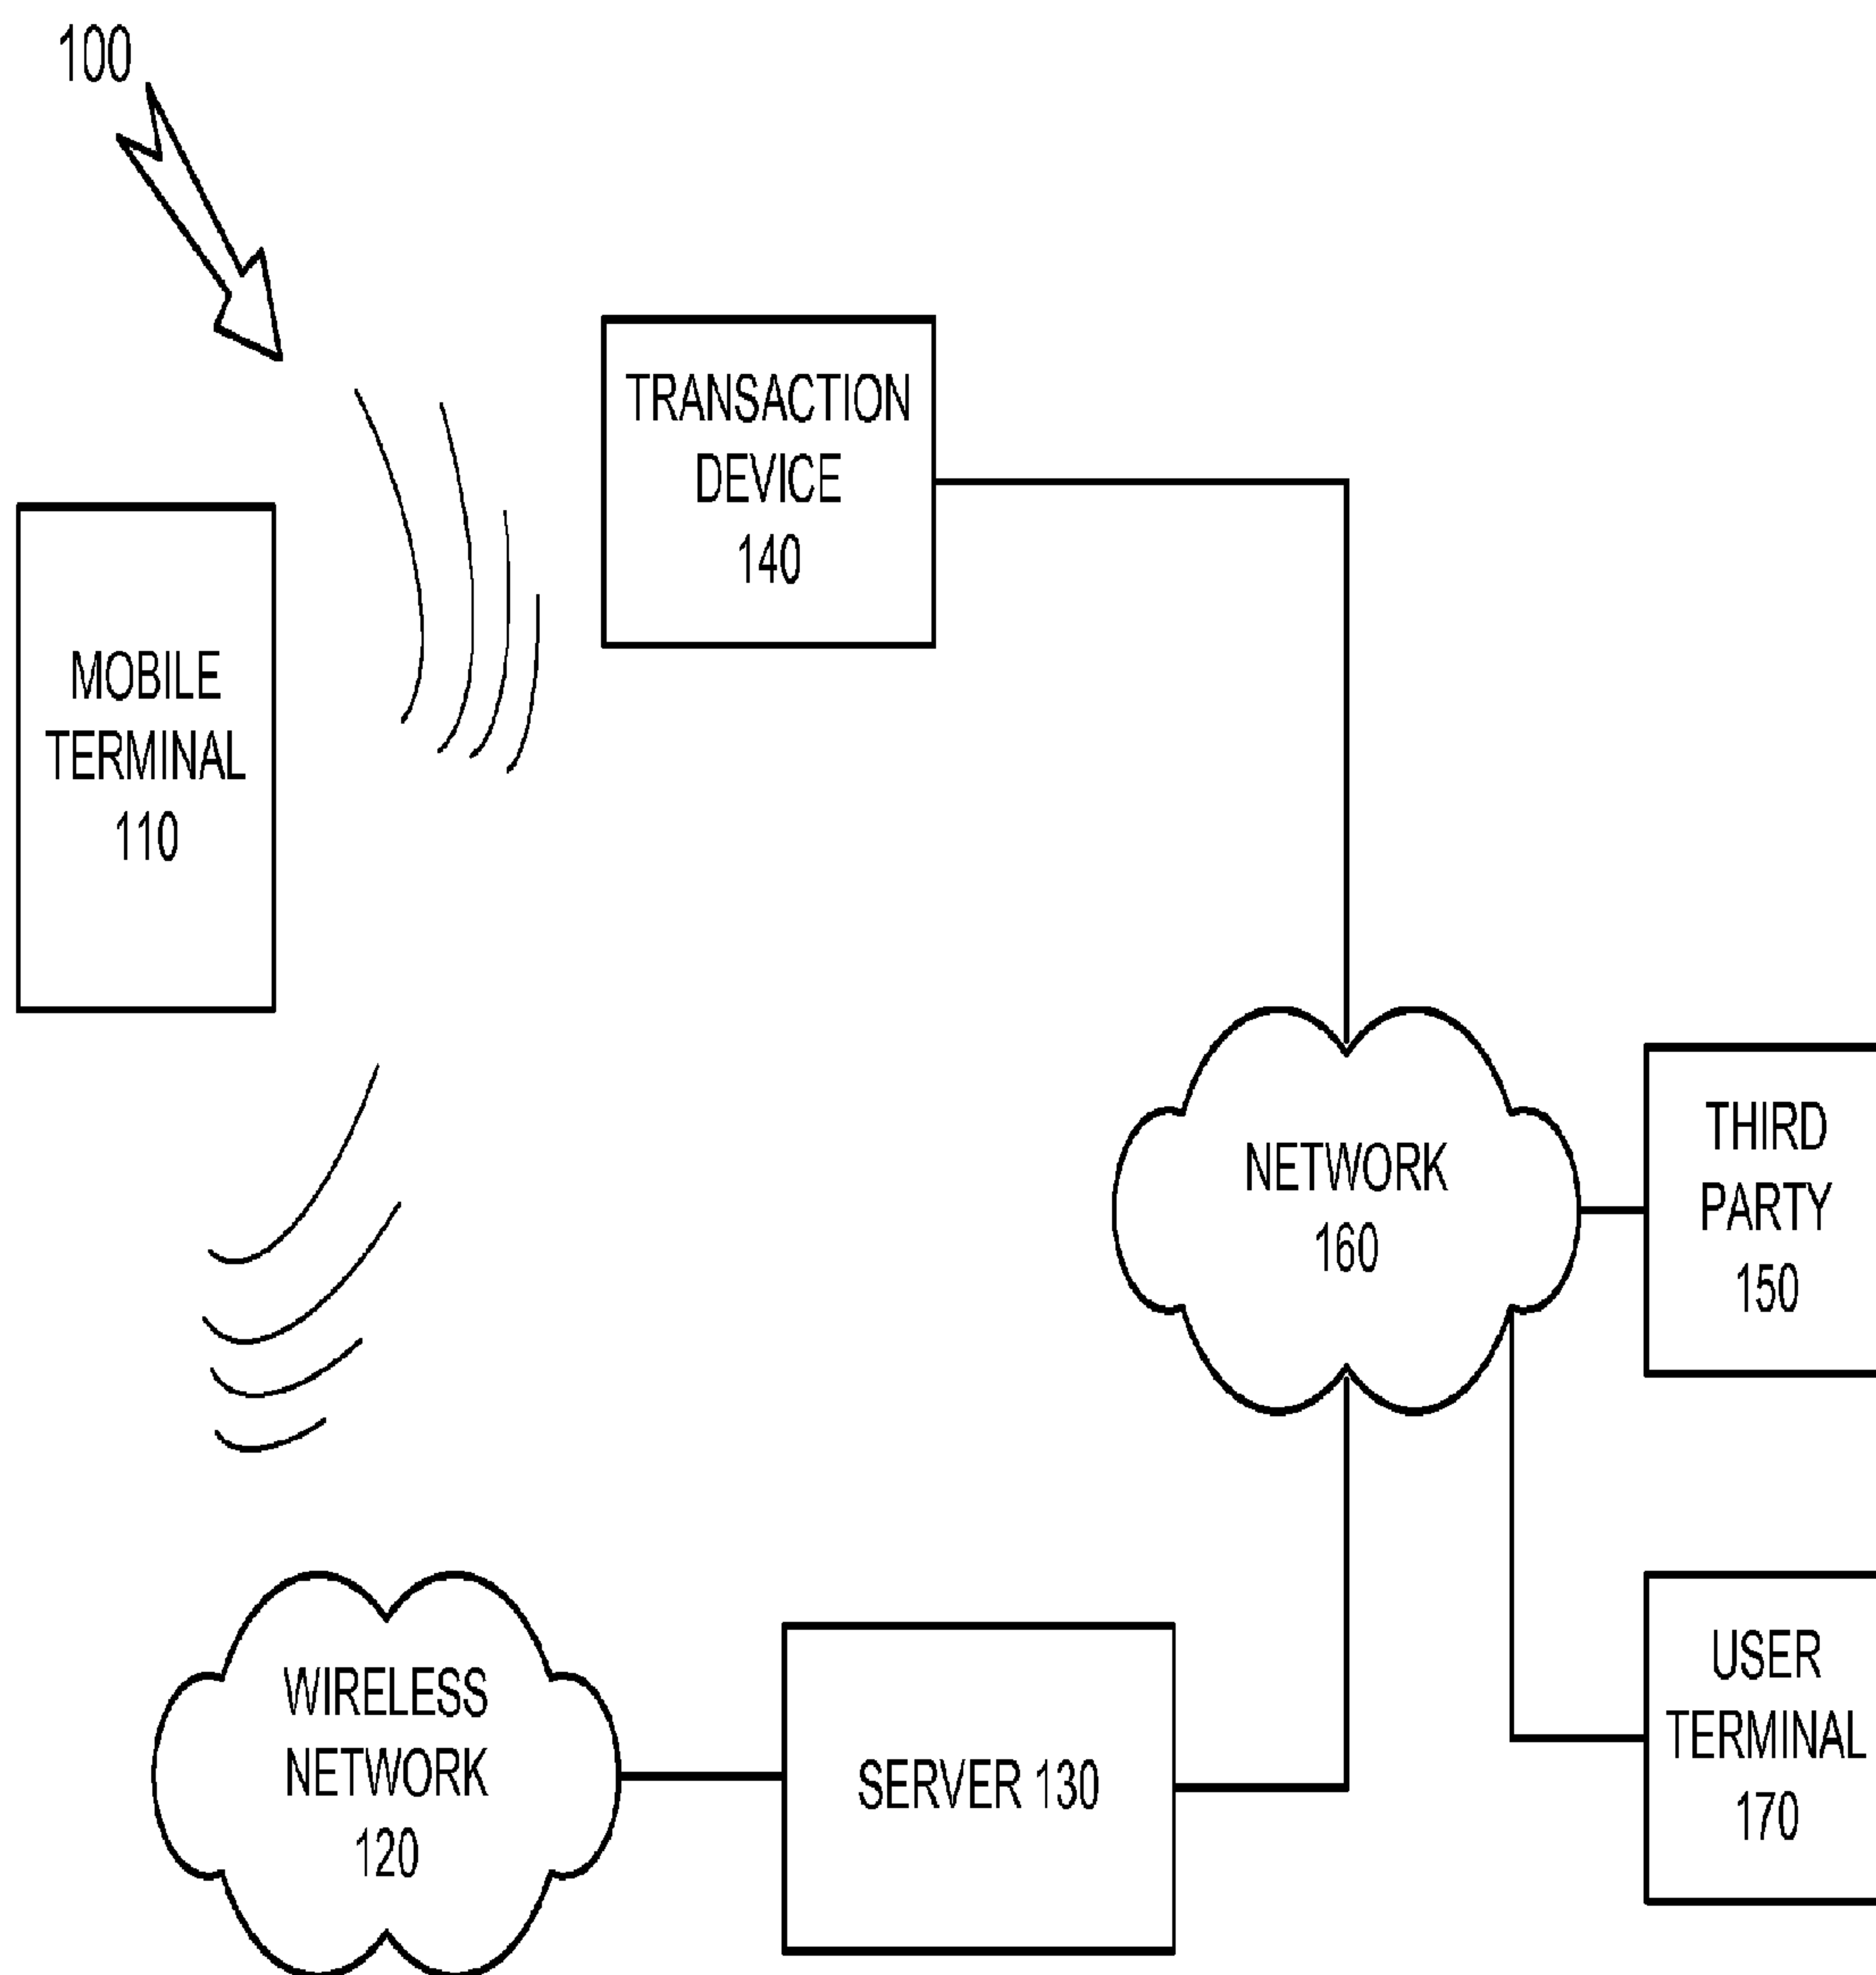 100
TRANSACTION
DEVICE
140
MOBILE
TERMINAL
110
NETWORK
160
THIRD
PARTY
150
WIRELESS
NETWORK
120
SERVER 130
USER
TERMINAL
170